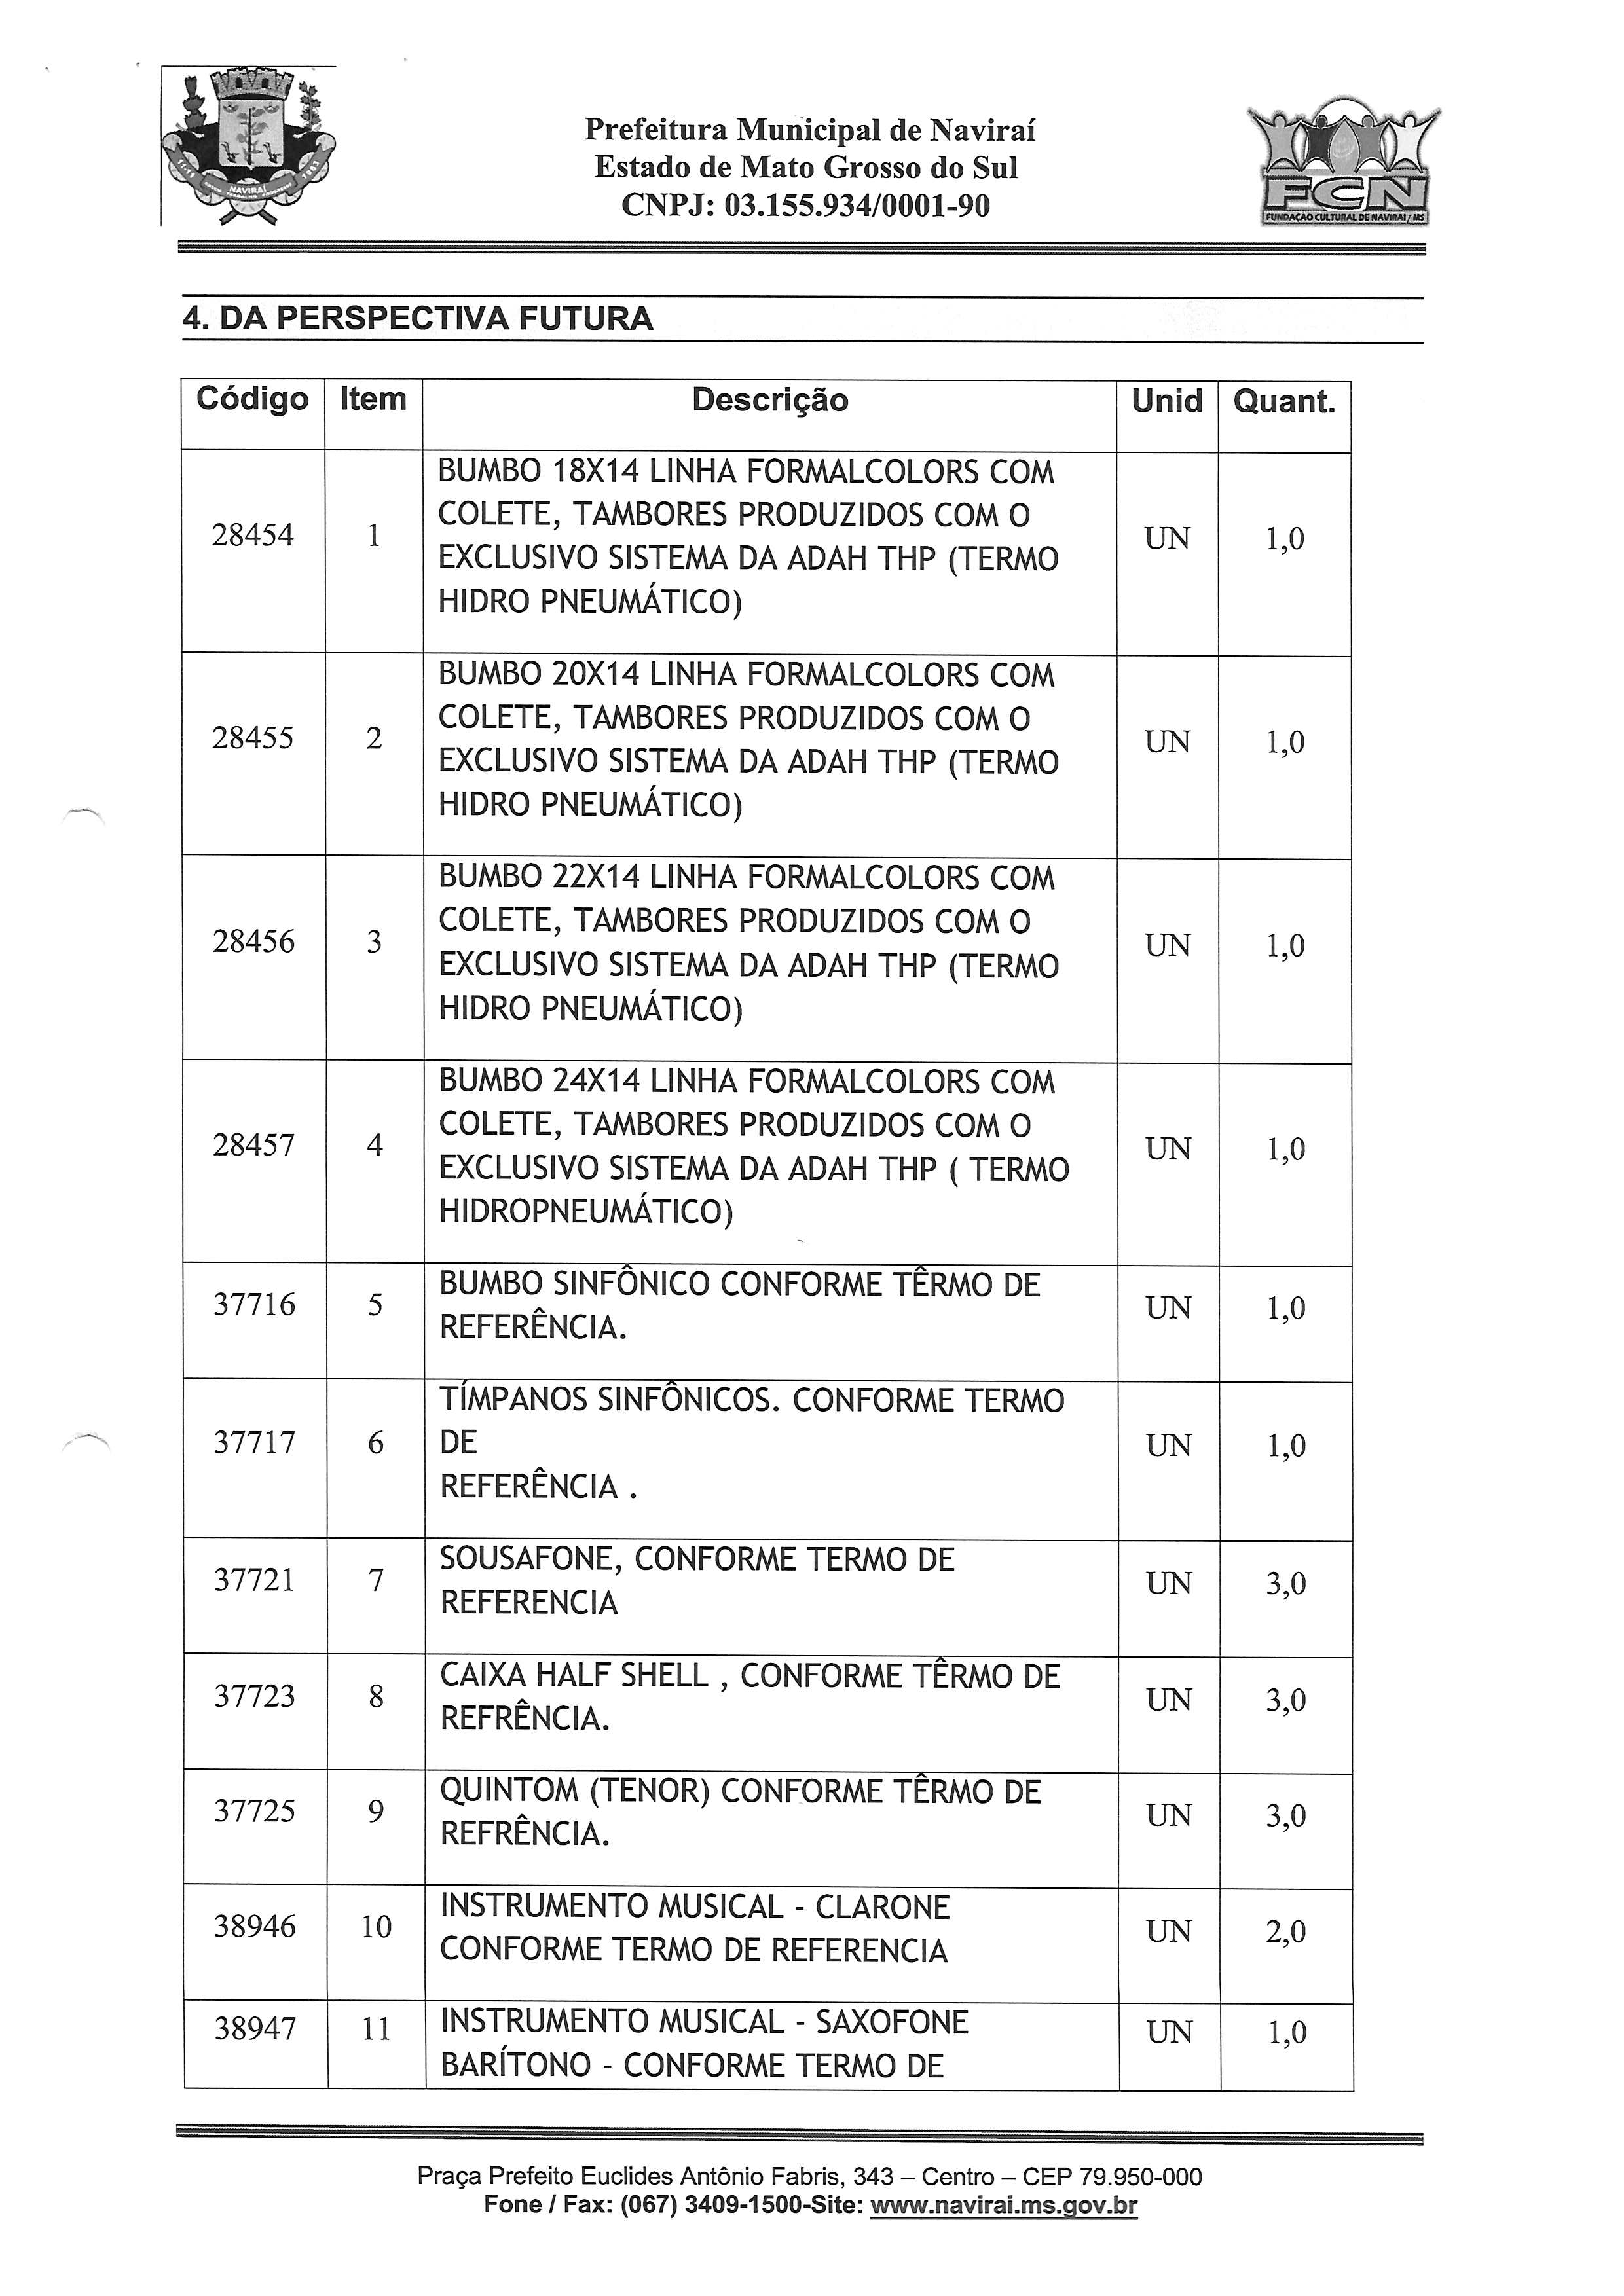 Prefeitura Municipal de Naviraí
Estado de Mato Grosso do Sul
CNPJ: 03.155.934/0001-90
NAVIRAÍ
FCN
FUNDAÇÃO CULTURAL DE NAVIRAÍ / MS
4. DA PERSPECTIVA FUTURA
Código Item Descrição Unid Quant.
BUMBO 18X14 LINHA FORMALCOLORS COM
COLETE, TAMBORES PRODUZIDOS COM O
28454 1 EXCLUSIVO SISTEMA DA ADAH THP (TERMO UN 1,0
HIDRO PNEUMÁTICO)
BUMBO 20X14 LINHA FORMALCOLORS COM
COLETE, TAMBORES PRODUZIDOS COM O
28455 2 EXCLUSIVO SISTEMA DA ADAH THP (TERMO UN 1,0
HIDRO PNEUMÁTICO)
BUMBO 22X14 LINHA FORMALCOLORS COM
COLETE, TAMBORES PRODUZIDOS COM O
28456 3 EXCLUSIVO SISTEMA DA ADAH THP (TERMO UN 1,0
HIDRO PNEUMÁTICO)
BUMBO 24X14 LINHA FORMALCOLORS COM
COLETE, TAMBORES PRODUZIDOS COM O
28457 4 EXCLUSIVO SISTEMA DA ADAH THP ( TERMO UN 1,0
HIDROPNEUMÁTICO)
37716 5 BUMBO SINFÔNICO CONFORME TÊRMO DE UN 1,0
REFERÊNCIA.
TÍMPANOS SINFÔNICOS. CONFORME TERMO
37717 6 DE UN 1,0
REFERÊNCIA .
37721 7 SOUSAFONE, CONFORME TERMO DE UN 3,0
REFERENCIA
37723 8 CAIXA HALF SHELL , CONFORME TÊRMO DE UN 3,0
REFRÊNCIA.
37725 9 QUINTOM (TENOR) CONFORME TÊRMO DE UN 3,0
REFRÊNCIA.
38946 10 INSTRUMENTO MUSICAL - CLARONE UN 2,0
CONFORME TERMO DE REFERENCIA
38947 11 INSTRUMENTO MUSICAL - SAXOFONE UN 1,0
BARÍTONO - CONFORME TERMO DE
Praça Prefeito Euclides Antônio Fabris, 343 – Centro – CEP 79.950-000
Fone / Fax: (067) 3409-1500-Site: www.navirai.ms.gov.br